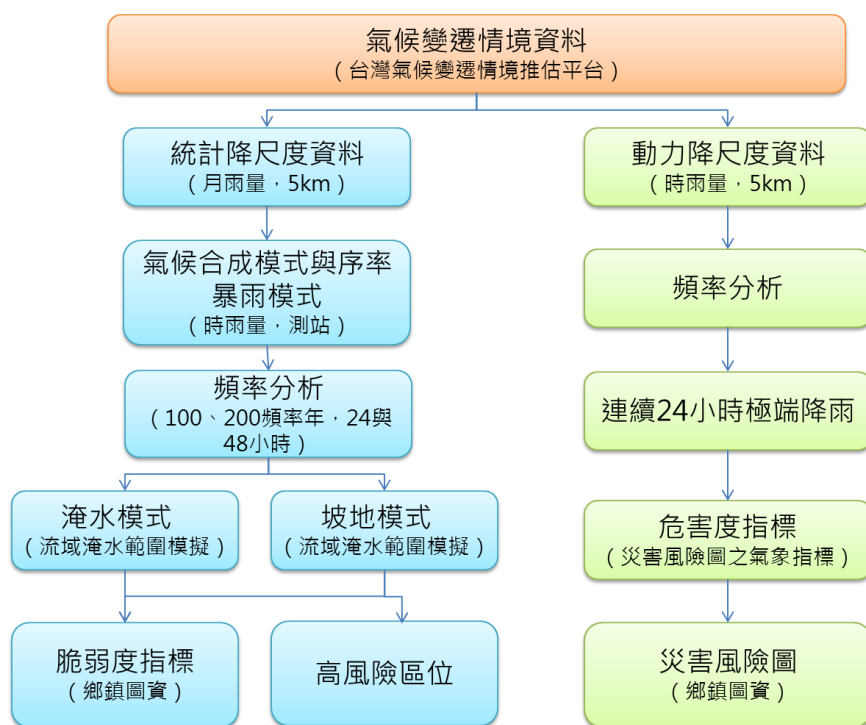 氣候變遷情境資料
（台灣氣候變遷情境推估平台）
統計降尺度資料
（月雨量，5km）
動力降尺度資料
（時雨量，5km）
氣候合成模式與序率
暴雨模式
（時雨量，測站）
頻率分析
頻率分析
（100、200頻率年，24與
48小時）
連續24小時極端降雨
淹水模式
（流域淹水範圍模擬）
坡地模式
（流域淹水範圍模擬）
危害度指標
（災害風險圖之氣象指標）
脆弱度指標
（鄉鎮圖資）
高風險區位
災害風險圖
（鄉鎮圖資）